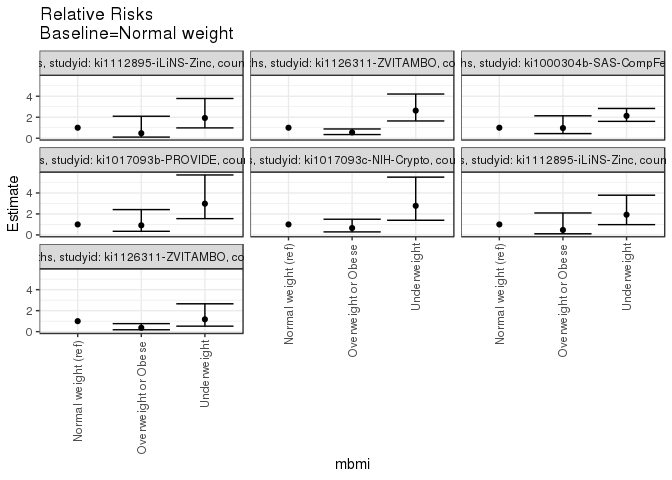 Relative Risks
Baseline=Normal weight
s, studyid: ki1112895-iLiNS-Zinc, coun
ths, studyid: ki1126311-ZVITAMBO, co
s, studyid: ki1000304b-SAS-CompFe
4
2
0
s, studyid: ki1017093b-PROVIDE, coun
s, studyid: ki1017093c-NIH-Crypto, coun
s, studyid: ki1112895-iLiNS-Zinc, coun
4
2
0
Estimate
ths, studyid: ki1126311-ZVITAMBO, co
4
2
0
Normal weight (ref)
Overweight or Obese
Underweight
Normal weight (ref)
Overweight or Obese
Underweight
Normal weight (ref)
Overweight or Obese
Underweight
mbmi